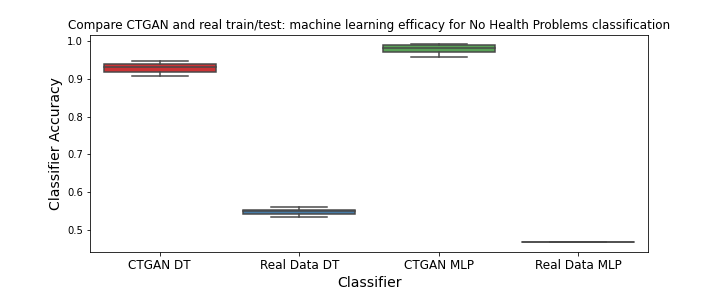 Compare CTGAN and real train/test: machine learning efficacy for No Health Problems classification
1.0
0.9
0.8
0.7
0.6
0.5
Classifier Accuracy
CTGAN DT
Real Data DT
CTGAN MLP
Real Data MLP
Classifier